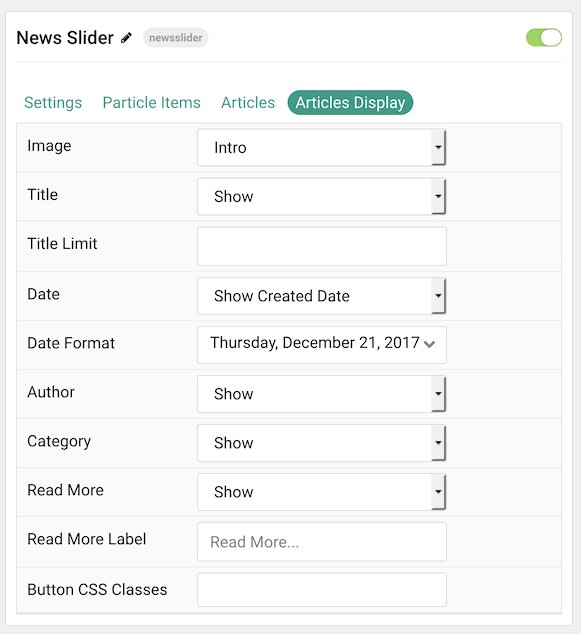 News Slider newsslider
Settings Particle Items Articles Articles Display
Image Intro
Title Show
Title Limit
Date Show Created Date
Date Format Thursday, December 21, 2017
Author Show
Category Show
Read More Show
Read More Label Read More...
Button CSS Classes